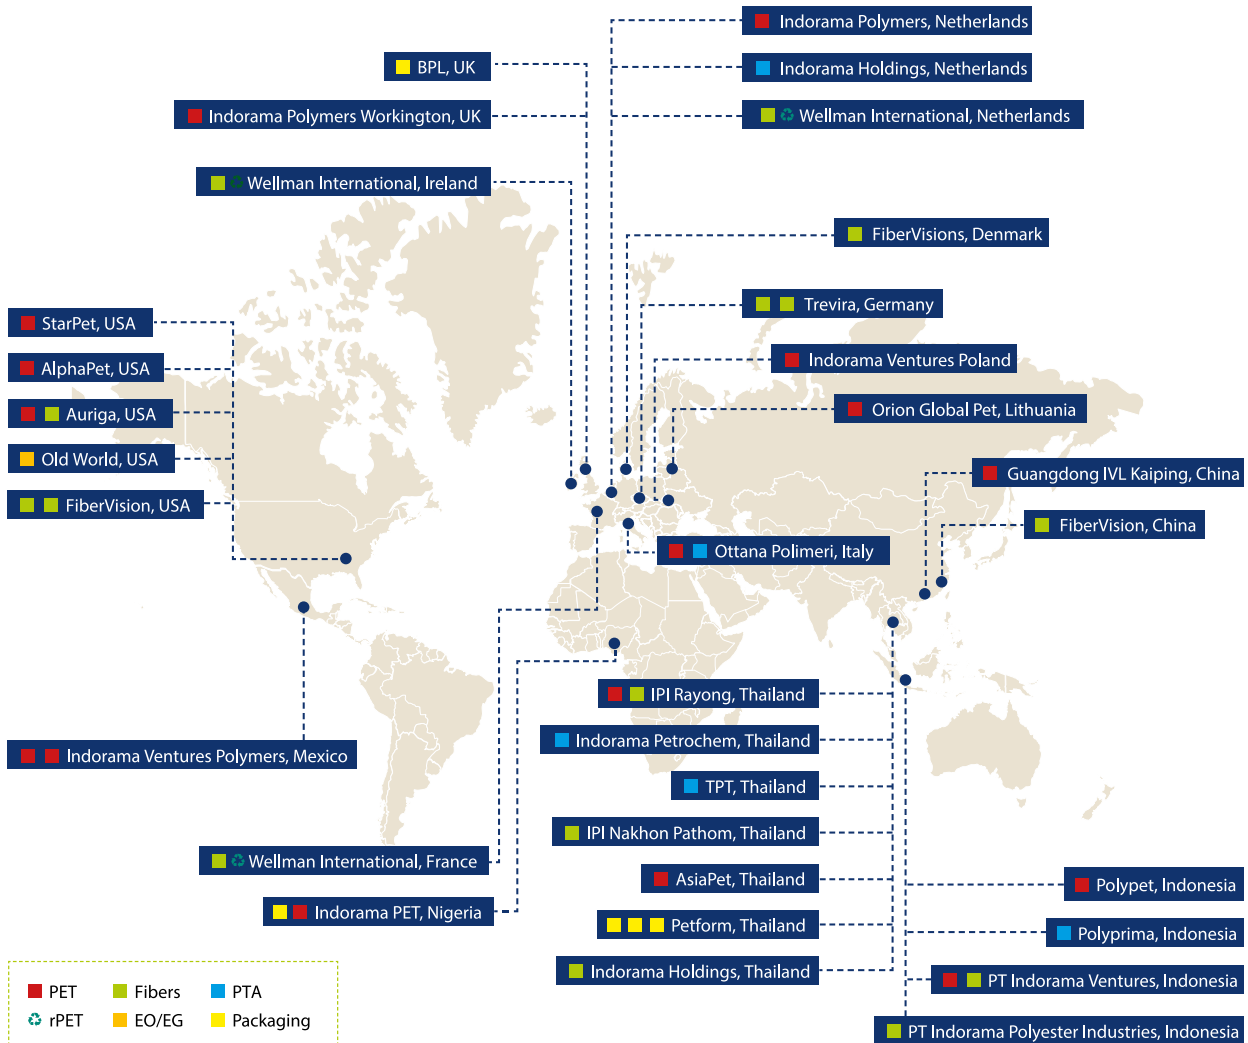 Indorama Polymers, Netherlands
BPL, UK
Indorama Holdings, Netherlands
Indorama Polymers Workington, UK
Wellman International, Netherlands
Wellman International, Ireland
FiberVisions, Denmark
Trevira, Germany
StarPet, USA
Indorama Ventures Poland
AlphaPet, USA
Orion Global Pet, Lithuania
Auriga, USA
Old World, USA
Guangdong IVL Kaiping, China
FiberVision, USA
FiberVision, China
Ottana Polimeri, Italy
IPI Rayong, Thailand
Indorama Petrochem, Thailand
Indorama Ventures Polymers, Mexico
TPT, Thailand
IPI Nakhon Pathom, Thailand
Wellman International, France
AsiaPet, Thailand
Polypet, Indonesia
Indorama PET, Nigeria
Petform, Thailand
Polyprima, Indonesia
Indorama Holdings, Thailand
PT Indorama Ventures, Indonesia
PT Indorama Polyester Industries, Indonesia
PET Fibers PTA
rPET EO/EG Packaging